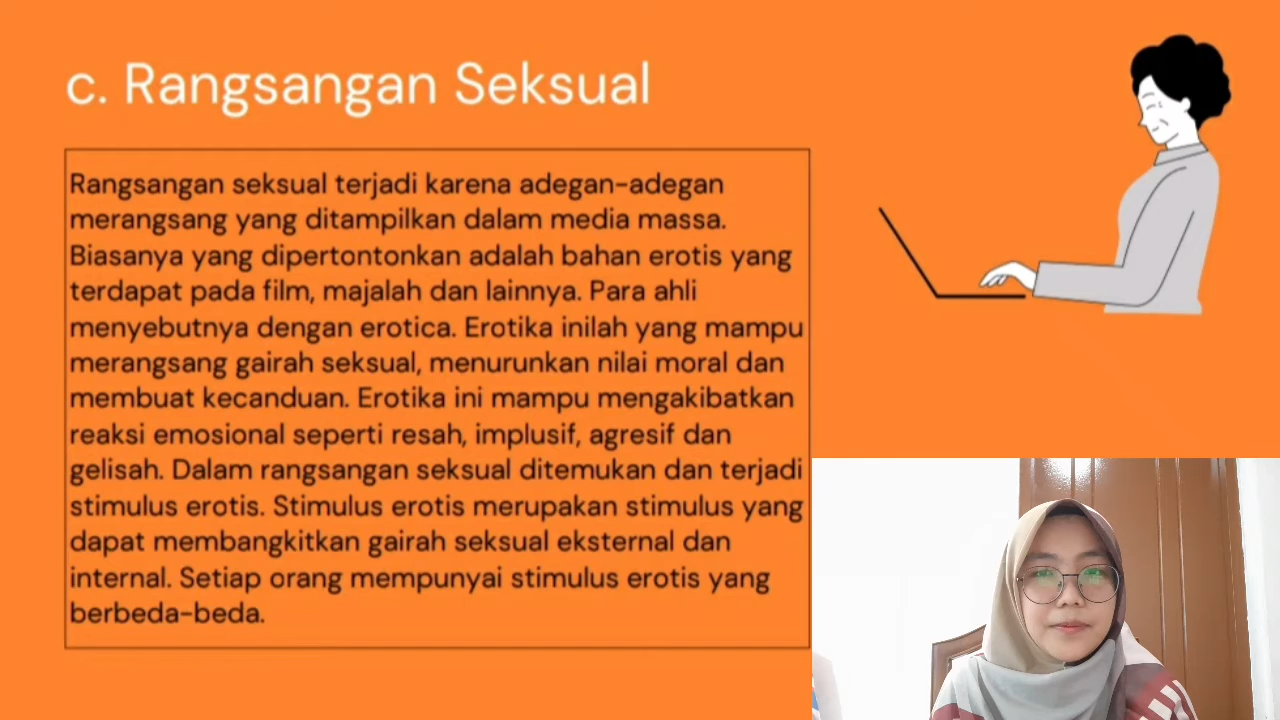 c. Rangsangan Seksual
Rangsangan seksual terjadi karena adegan-adegan
merangsang yang ditampilkan dalam media massa.
Biasanya yang dipertontonkan adalah bahan erotis yang
terdapat pada film, majalah dan lainnya. Para ahli
menyebutnya dengan erotica. Erotika inilah yang mampu
merangsang gairah seksual, menurunkan nilai moral dan
membuat kecanduan. Erotika ini mampu mengakibatkan
reaksi emosional seperti resah, implusif, agresif dan
gelisah. Dalam rangsangan seksual ditemukan dan terjadi
stimulus erotis. Stimulus erotis merupakan stimulus yang
dapat membangkitkan gairah seksual eksternal dan
internal. Setiap orang mempunyai stimulus erotis yang
berbeda-beda.